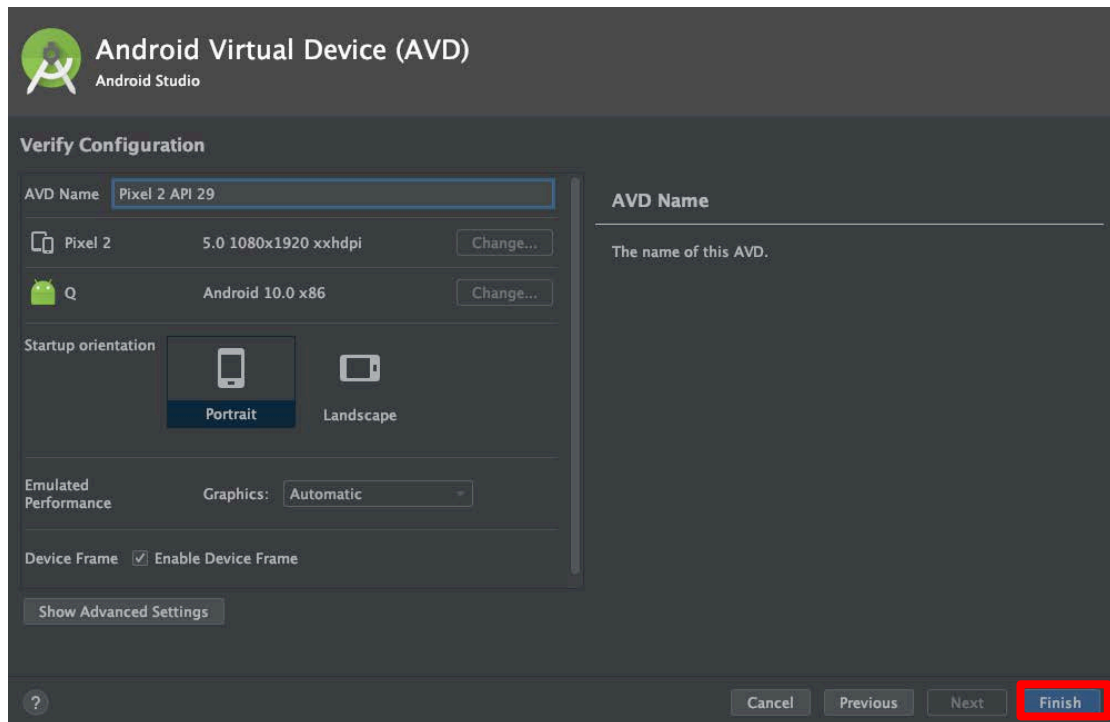 Android Virtual Device (AVD)
Android Studio
Verify Configuration
AVD Name Pixel 2 API 29
Pixel 2 5.0 1080x1920 xxhdpi Change...
Q Android 10.0 x86 Change...
Startup orientation
Portrait Landscape
Emulated
Performance
Graphics: Automatic
Device Frame Enable Device Frame
Show Advanced Settings
AVD Name
The name of this AVD.
? Cancel Previous Next Finish